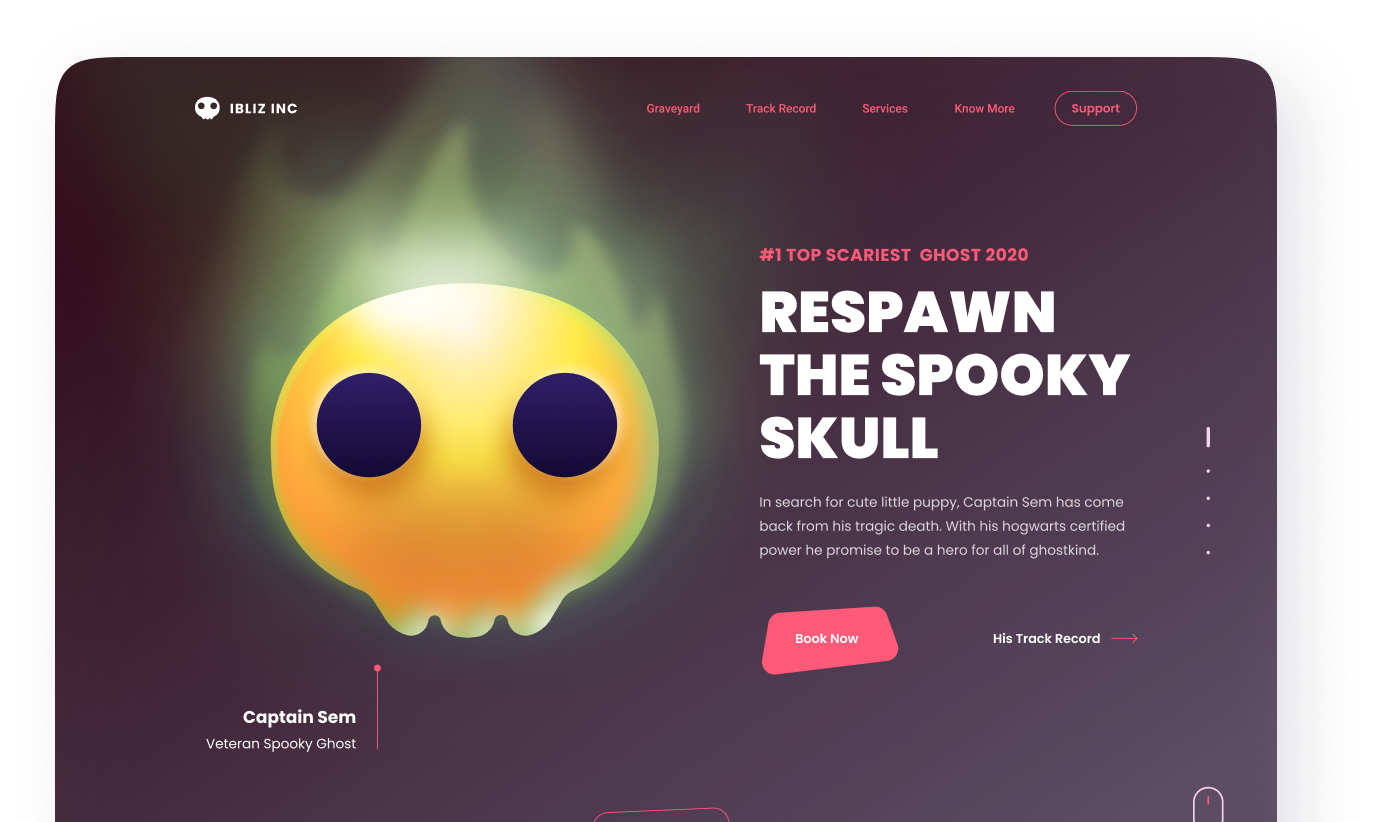 IBLIZ INC
Graveyard
Track Record
Services
Know More
Support
#1 TOP SCARIEST GHOST 2020
RESPAWN
THE SPOOKY
SKULL
In search for cute little puppy, Captain Sem has come
back from his tragic death. With his hogwarts certified
power he promise to be a hero for all of ghostkind.
Book Now
His Track Record
Captain Sem
Veteran Spooky Ghost